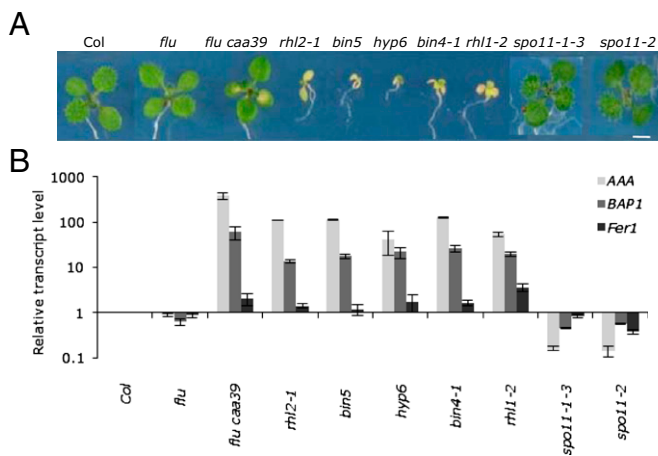 A
Col flu flu caa39 rhl2-1 bin5 hyp6 bin4-1 rhl1-2 spo11-1-3 spo11-2
B
Relative transcript level
1000
100
10
1
0.1
AAA
BAP1
Fer1
Col
flu
flu caa39
rhl2-1
bin5
hyp6
bin4-1
rhl1-2
spo11-1-3
spo11-2